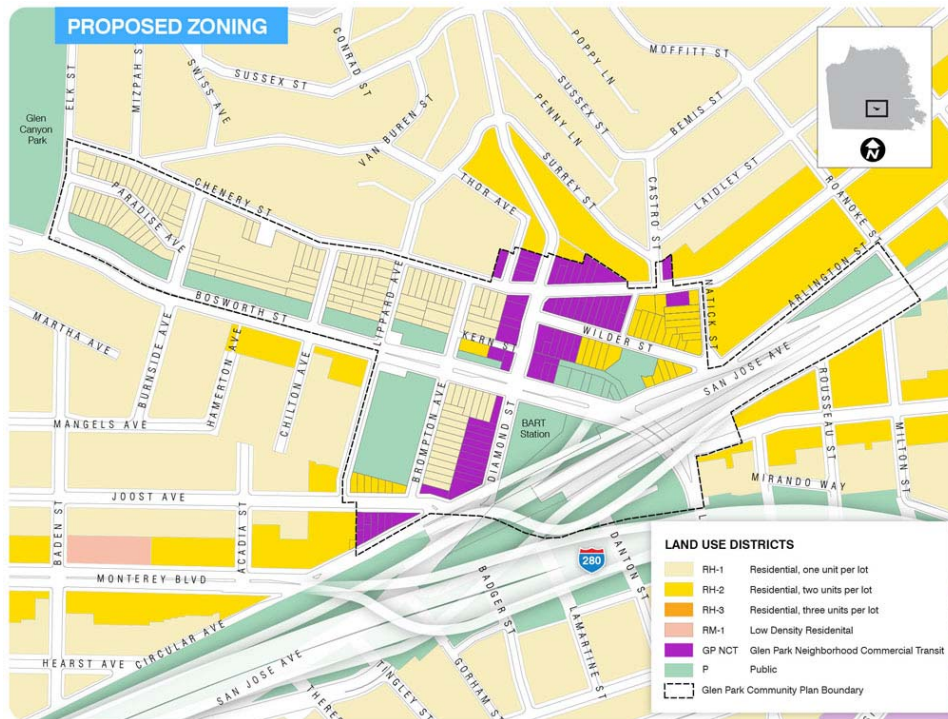 PROPOSED ZONING
ELK ST
MIZPAH ST
SWISS AVE
SUSSEX ST
CONRAD ST
VAN BUREN ST
POPPY LN
PENNY LN
SUSSEX ST
MOFFITT ST
BEMIS ST
N
Glen
Canyon
Park
CHENERY ST
PARADISE AVE
THOR AVE
SURREY ST
CASTRO ST
LAIDLEY ST
ROANOKE ST
ARLINGTON ST
NATICK ST
BOSWORTH ST
LIPPARD AVE
KERN ST
WILDER ST
SAN JOSE AVE
MARTHA AVE
BURNSIDE AVE
HAMERTON AVE
CHILTON AVE
BROMPTON AVE
DIAMOND ST
BART
Station
ROUSSEAU ST
MILTON ST
MANGELS AVE
MIRANDO WAY
JOOST AVE
BADEN ST
ACADIA ST
MONTEREY BLVD
280
BADGER ST
DANTON ST
LAMARTINE ST
HEARST AVE
CIRCULAR AVE
SAN JOSE AVE
GORHAM ST
TINGLEY ST
LAND USE DISTRICTS
RH-1 Residential, one unit per lot
RH-2 Residential, two units per lot
RH-3 Residential, three units per lot
RM-1 Low Density Residenital
GP NCT Glen Park Neighborhood Commercial Transit
P Public
Glen Park Community Plan Boundary